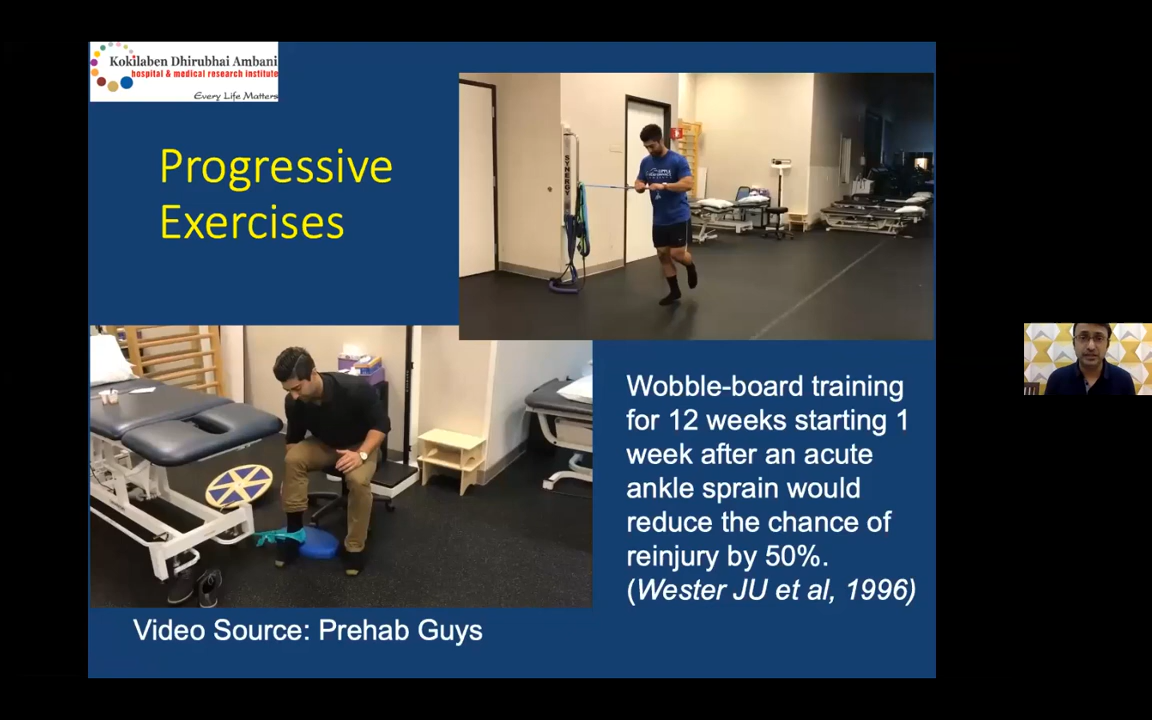 Kokilaben Dhirubhai Ambani
hospital & medical research institute
Every Life Matters
Progressive
Exercises
SYNERGY
Wobble-board training
for 12 weeks starting 1
week after an acute
ankle sprain would
reduce the chance of
reinjury by 50%.
(Wester JU et al, 1996)
Video Source: Prehab Guys